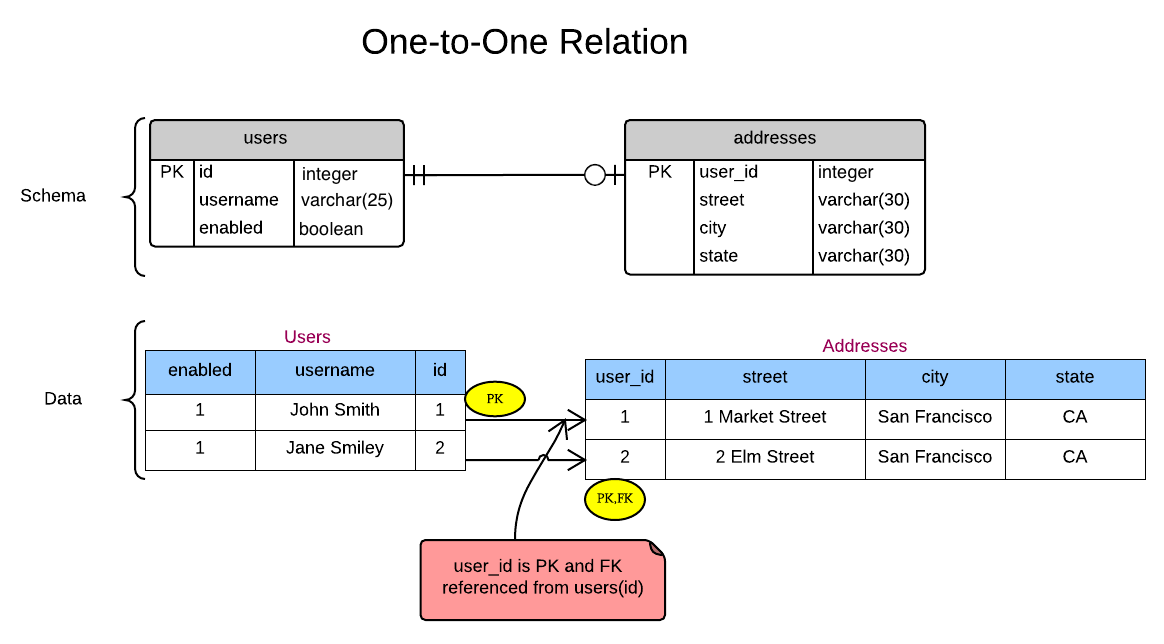 One-to-One Relation
Schema
users
PK id integer
username varchar(25)
enabled boolean
addresses
PK user_id integer
street varchar(30)
city varchar(30)
state varchar(30)
Data
Users
enabled username id
1 John Smith 1
1 Jane Smiley 2
PK
Addresses
user_id street city state
1 1 Market Street San Francisco CA
2 2 Elm Street San Francisco CA
PK,FK
user_id is PK and FK
referenced from users(id)